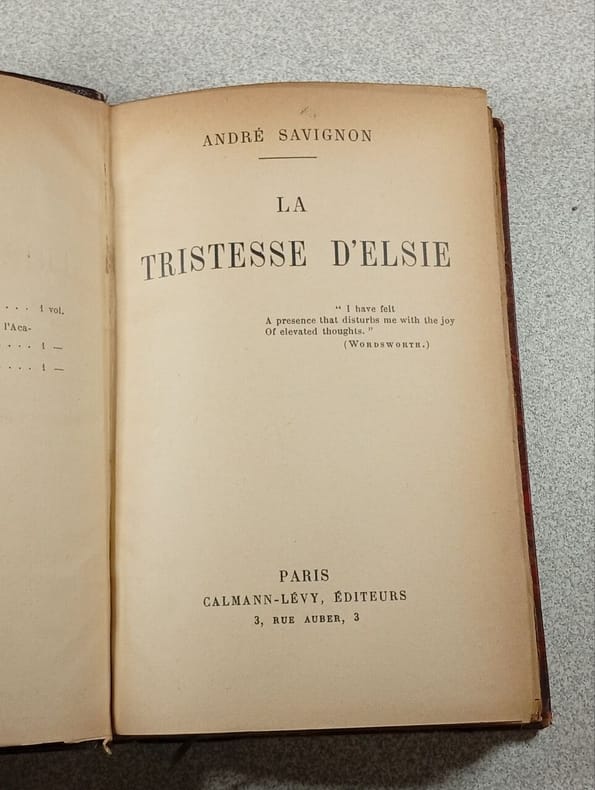 . . . 1 vol.
l'Aca-
. . . . 1 —
. . . . 1 —
ANDRÉ SAVIGNON
LA
TRISTESSE D'ELSIE
" I have felt
A presence that disturbs me with the joy
Of elevated thoughts. "
(WORDSWORTH.)
PARIS
CALMANN-LÉVY, ÉDITEURS
3, RUE AUBER, 3